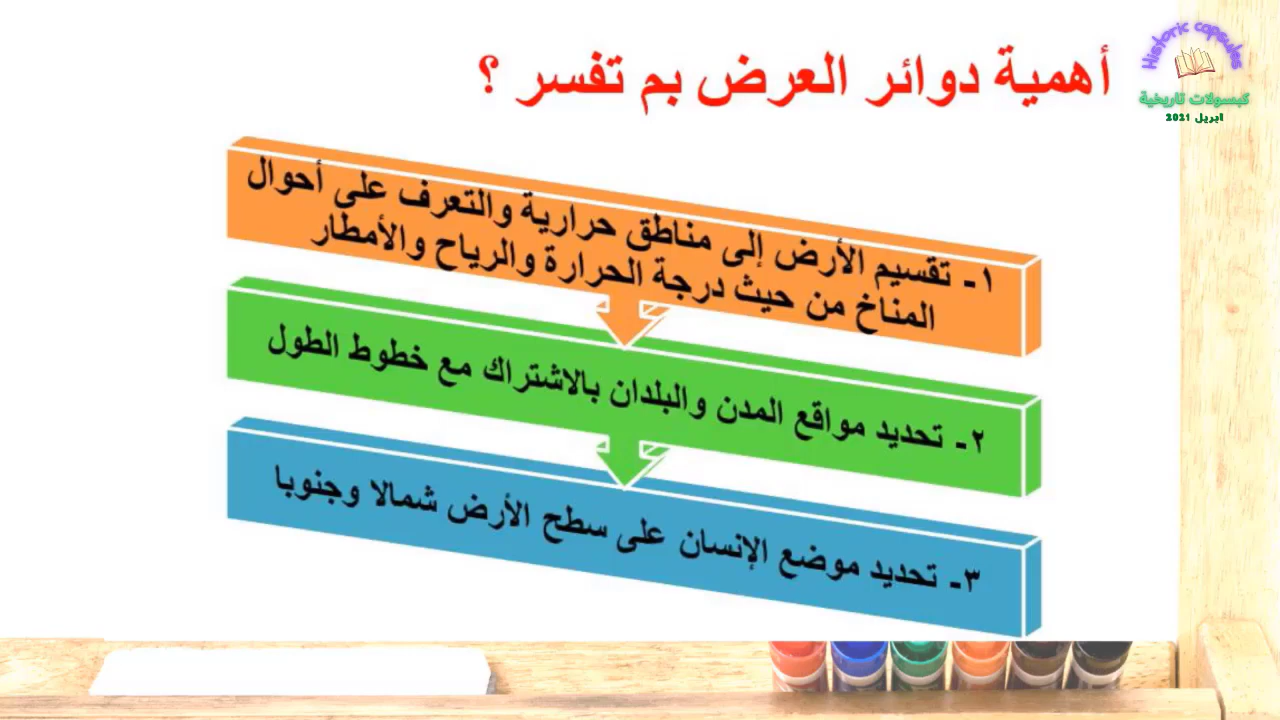 أهمية دوائر العرض بم تفسر ؟
Historic capsules
كبسولات تاريخية
ابريل 2021
١- تقسيم الأرض إلى مناطق حرارية والتعرف على أحوال
المناخ من حيث درجة الحرارة والرياح والأمطار
٢- تحديد مواقع المدن والبلدان بالاشتراك مع خطوط الطول
٣- تحديد موضع الإنسان على سطح الأرض شمالا وجنوبا